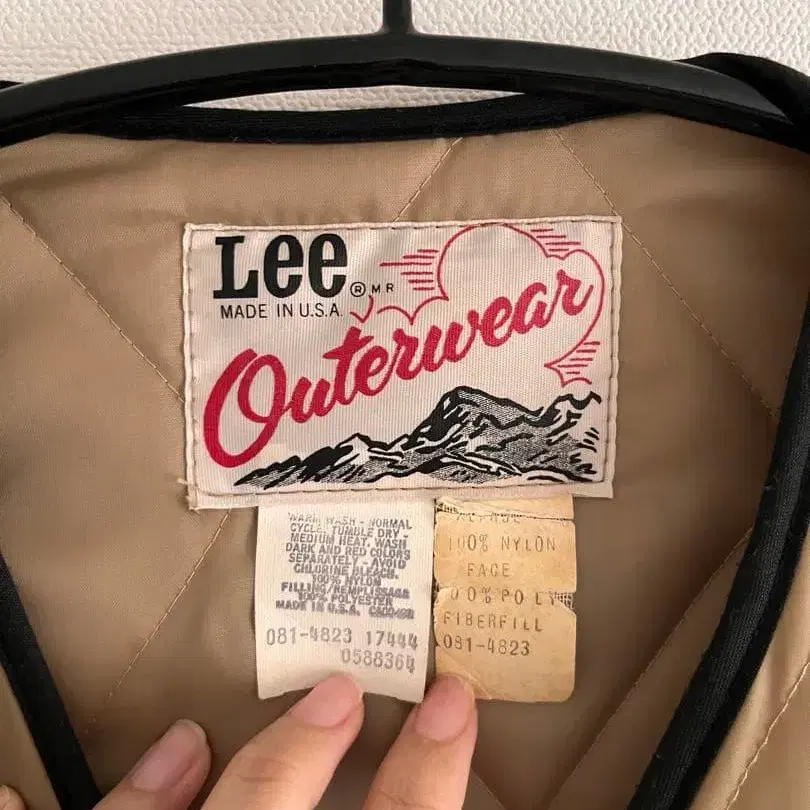 Lee ® M R
MADE IN U.S.A.
Outerwear
WARM WASH - NORMAL
CYCLE. TUMBLE DRY -
MEDIUM HEAT. WASH
DARK AND RED COLORS
SEPARATELY - AVOID
CHLORINE BLEACH.
100% NYLON
FILLING/REMPLISSAGE
100% POLYESTER
MADE IN U.S.A.
081-4823 17444
0588364
100% NYLON
FACE
00% POLY
FIBERFILL
081-4823